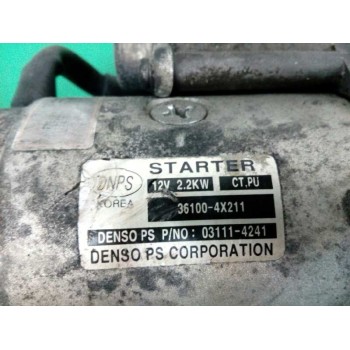 STARTER
DNPS 12V 2.2KW CT.PU
KOREA 36100-4X211
DENSO PS P/NO: 03111-4241
DENSO PS CORPORATION